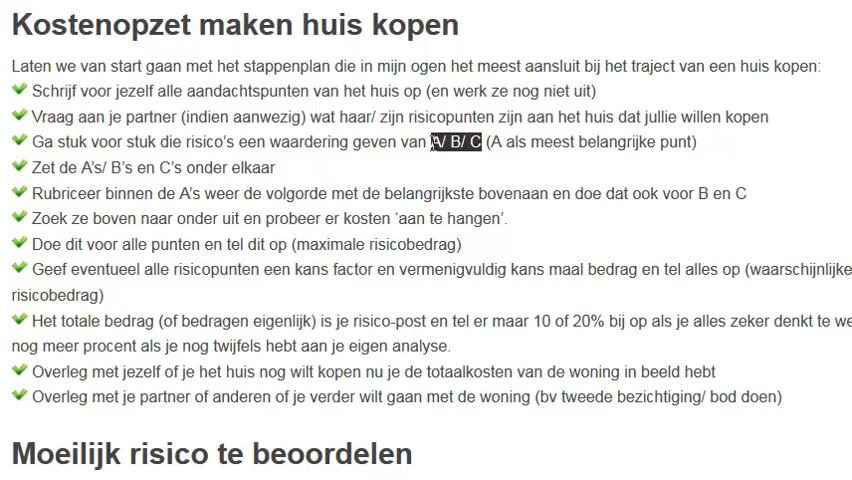 Kostenopzet maken huis kopen
Laten we van start gaan met het stappenplan die in mijn ogen het meest aansluit bij het traject van een huis kopen:
Schrijf voor jezelf alle aandachtspunten van het huis op (en werk ze nog niet uit)
Vraag aan je partner (indien aanwezig) wat haar/ zijn risicopunten zijn aan het huis dat jullie willen kopen
Ga stuk voor stuk die risico's een waardering geven van A/ B/ C (A als meest belangrijke punt)
Zet de A's/ B's en C's onder elkaar
Rubriceer binnen de A's weer de volgorde met de belangrijkste bovenaan en doe dat ook voor B en C
Zoek ze boven naar onder uit en probeer er kosten 'aan te hangen'.
Doe dit voor alle punten en tel dit op (maximale risicobedrag)
Geef eventueel alle risicopunten een kans factor en vermenigvuldig kans maal bedrag en tel alles op (waarschijnlijke
risicobedrag)
Het totale bedrag (of bedragen eigenlijk) is je risico-post en tel er maar 10 of 20% bij op als je alles zeker denkt te we
nog meer procent als je nog twijfels hebt aan je eigen analyse.
Overleg met jezelf of je het huis nog wilt kopen nu je de totaalkosten van de woning in beeld hebt
Overleg met je partner of anderen of je verder wilt gaan met de woning (bv tweede bezichtiging/ bod doen)
Moeilijk risico te beoordelen